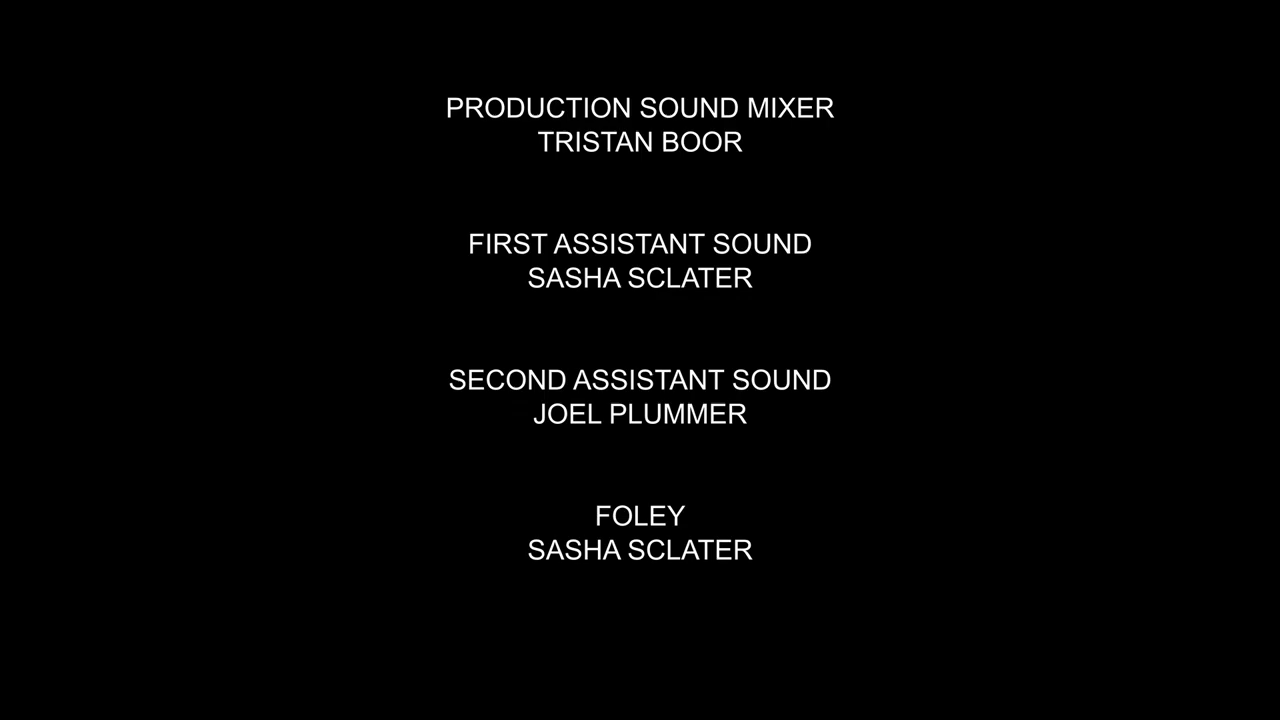 PRODUCTION SOUND MIXER
TRISTAN BOOR
FIRST ASSISTANT SOUND
SASHA SCLATER
SECOND ASSISTANT SOUND
JOEL PLUMMER
FOLEY
SASHA SCLATER